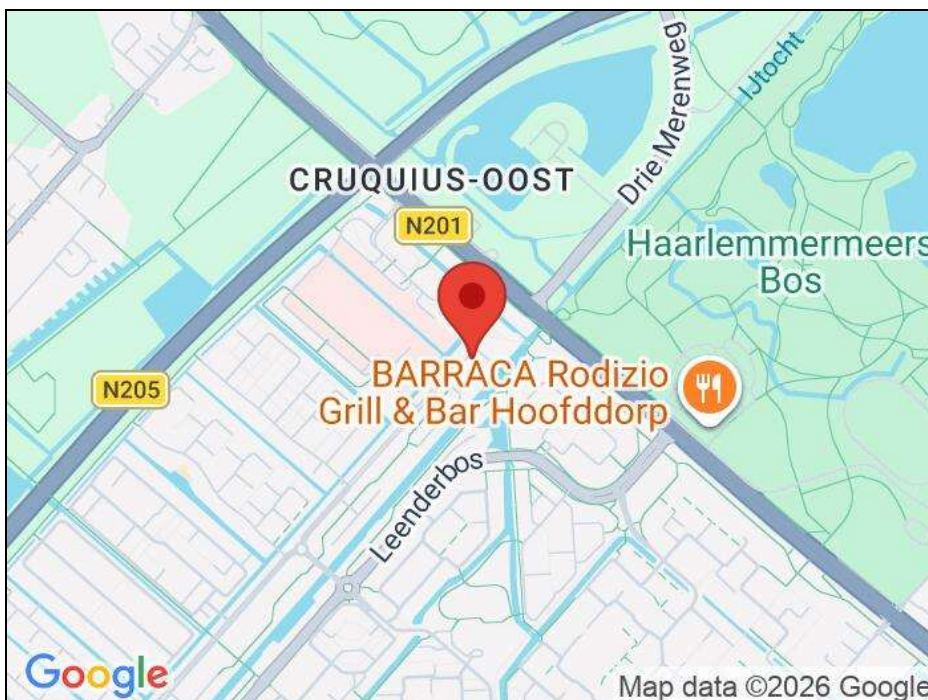 IJtocht
Drie Merenweg
CRUQUIUS-OOST
N201
Haarlemmermeers
Bos
BARRACA Rodizio
Grill & Bar Hoofddorp
N205
Leenderbos
Google
Map data ©2026 Google